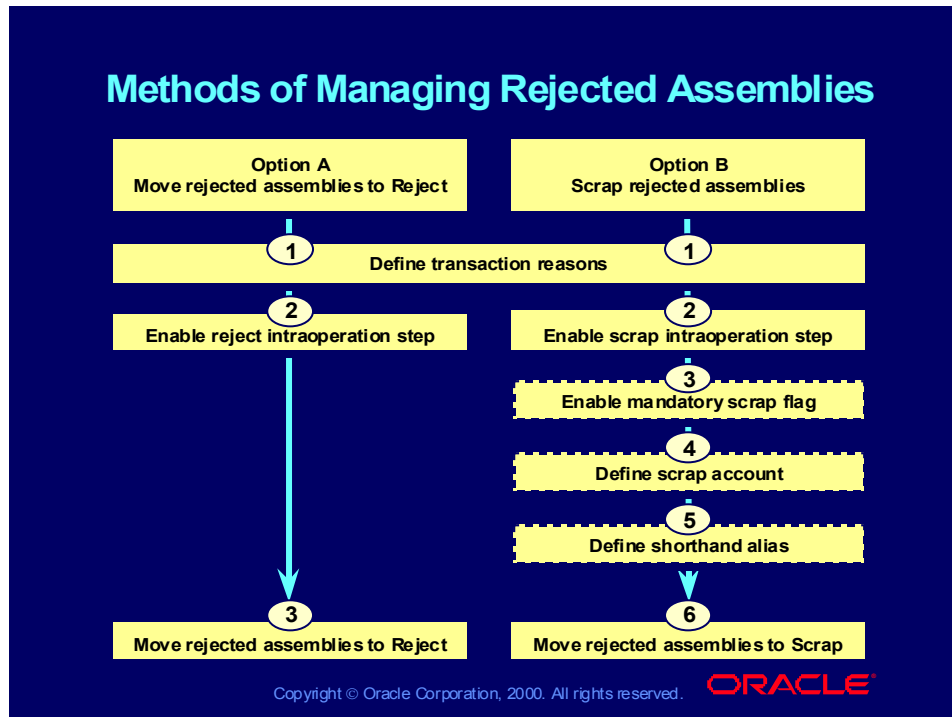 Methods of Managing Rejected Assemblies
Option A
Move rejected assemblies to Reject
Option B
Scrap rejected assemblies
1
1
Define transaction reasons
2
Enable reject intraoperation step
2
Enable scrap intraoperation step
3
Enable mandatory scrap flag
4
Define scrap account
5
Define shorthand alias
3
Move rejected assemblies to Reject
6
Move rejected assemblies to Scrap
Copyright © Oracle Corporation, 2000. All rights reserved.
ORACLE®